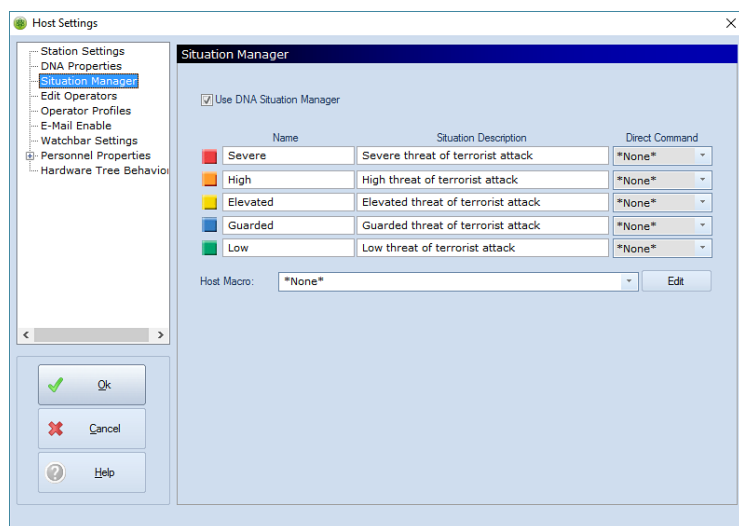 Host Settings
Station Settings
DNA Properties
Situation Manager
Edit Operators
Operator Profiles
E-Mail Enable
Watchbar Settings
Personnel Properties
Hardware Tree Behavior
Ok
Cancel
Help
Situation Manager
Use DNA Situation Manager
Name Situation Description Direct Command
Severe Severe threat of terrorist attack *None*
High High threat of terrorist attack *None*
Elevated Elevated threat of terrorist attack *None*
Guarded Guarded threat of terrorist attack *None*
Low Low threat of terrorist attack *None*
Host Macro: *None* Edit